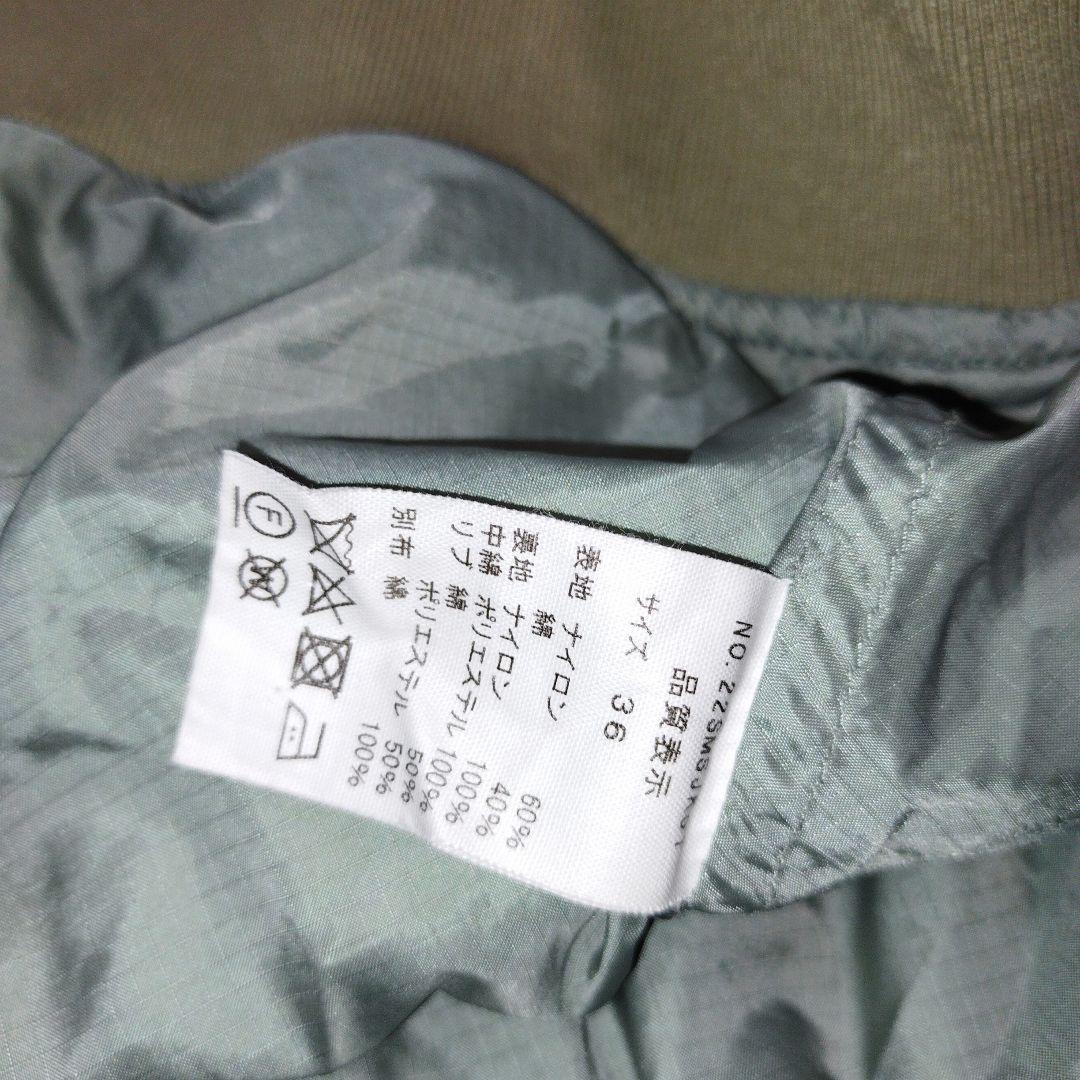 品質表示
サイズ 36
表地 ナイロン 60%
綿 40%
裏地 ナイロン 100%
中綿 ポリエステル 100%
リブ 綿 50%
ポリエステル 50%
別布 綿 100%
F W